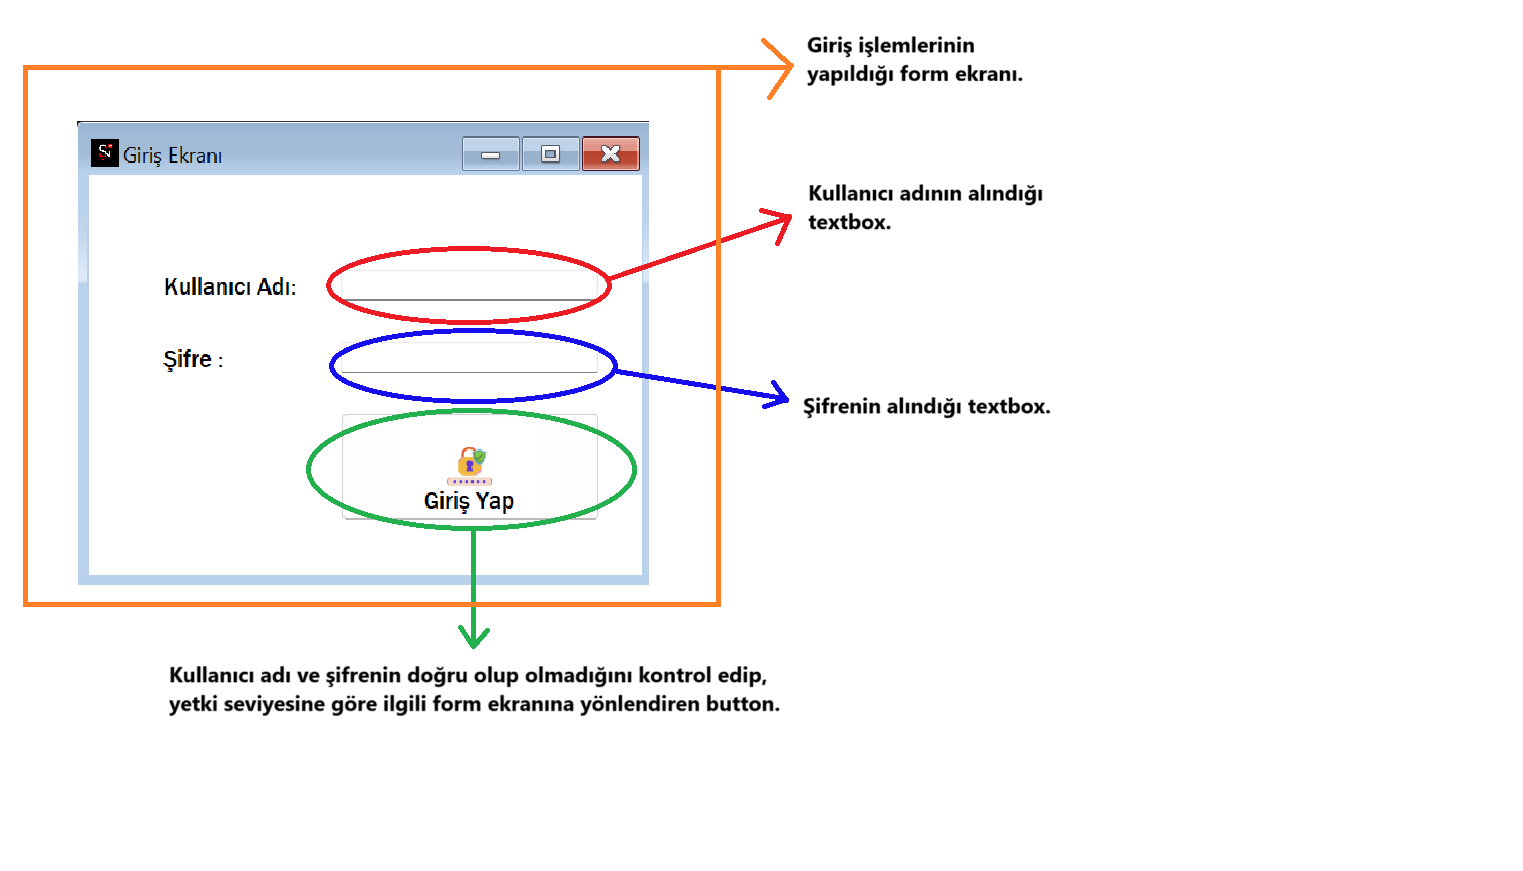 Giriş işlemlerinin
yapıldığı form ekranı.
Giriş Ekranı
Kullanıcı adının alındığı
textbox.
Kullanıcı Adı:
Şifre :
Şifrenin alındığı textbox.
Giriş Yap
Kullanıcı adı ve şifrenin doğru olup olmadığını kontrol edip,
yetki seviyesine göre ilgili form ekranına yönlendiren button.